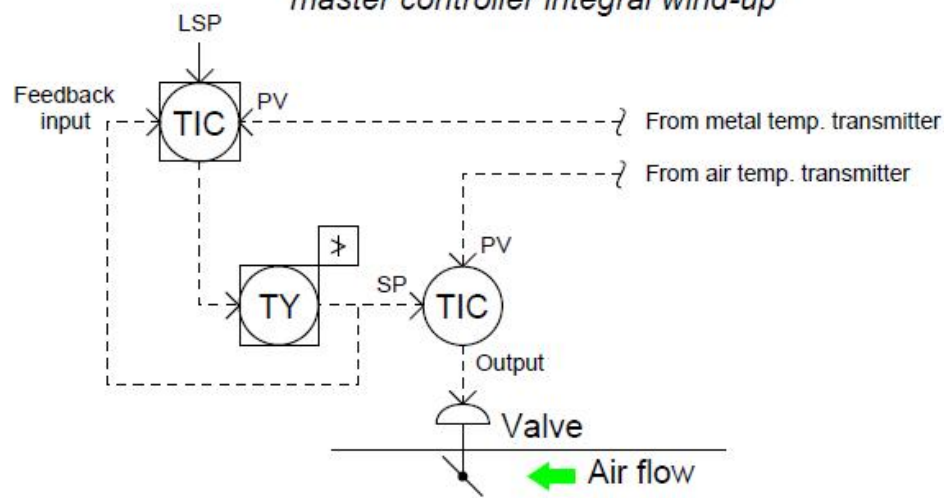 master controller integral wind-up
LSP
Feedback
input
TIC
PV
From metal temp. transmitter
From air temp. transmitter
PV
TY
SP
TIC
Output
Valve
Air flow